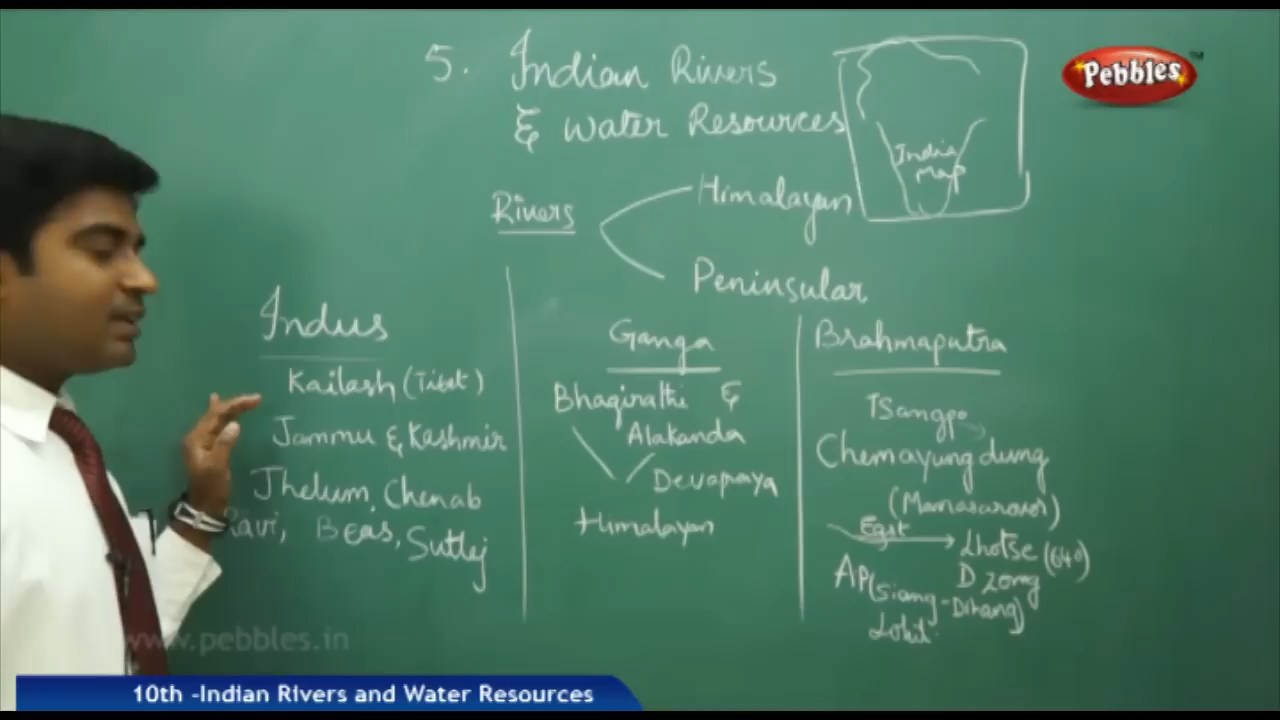 5. Indian Rivers
& Water Resources
India
Map
Pebbles™
Rivers
Himalayan
Peninsular
Indus
Kailash (Tibet)
Jammu & Kashmir
Jhelum, Chenab
Ravi, Beas, Sutlej
Ganga
Bhagirathi &
Alakanda
Devapraya
Himalayan
Brahmaputra
Tsangpo
Chemayungdung
(Manasarovar)
East
Lhotse (640)
Dzong
AP(Siang-Dihang)
Lohit
www.pebbles.in
10th -Indian Rivers and Water Resources